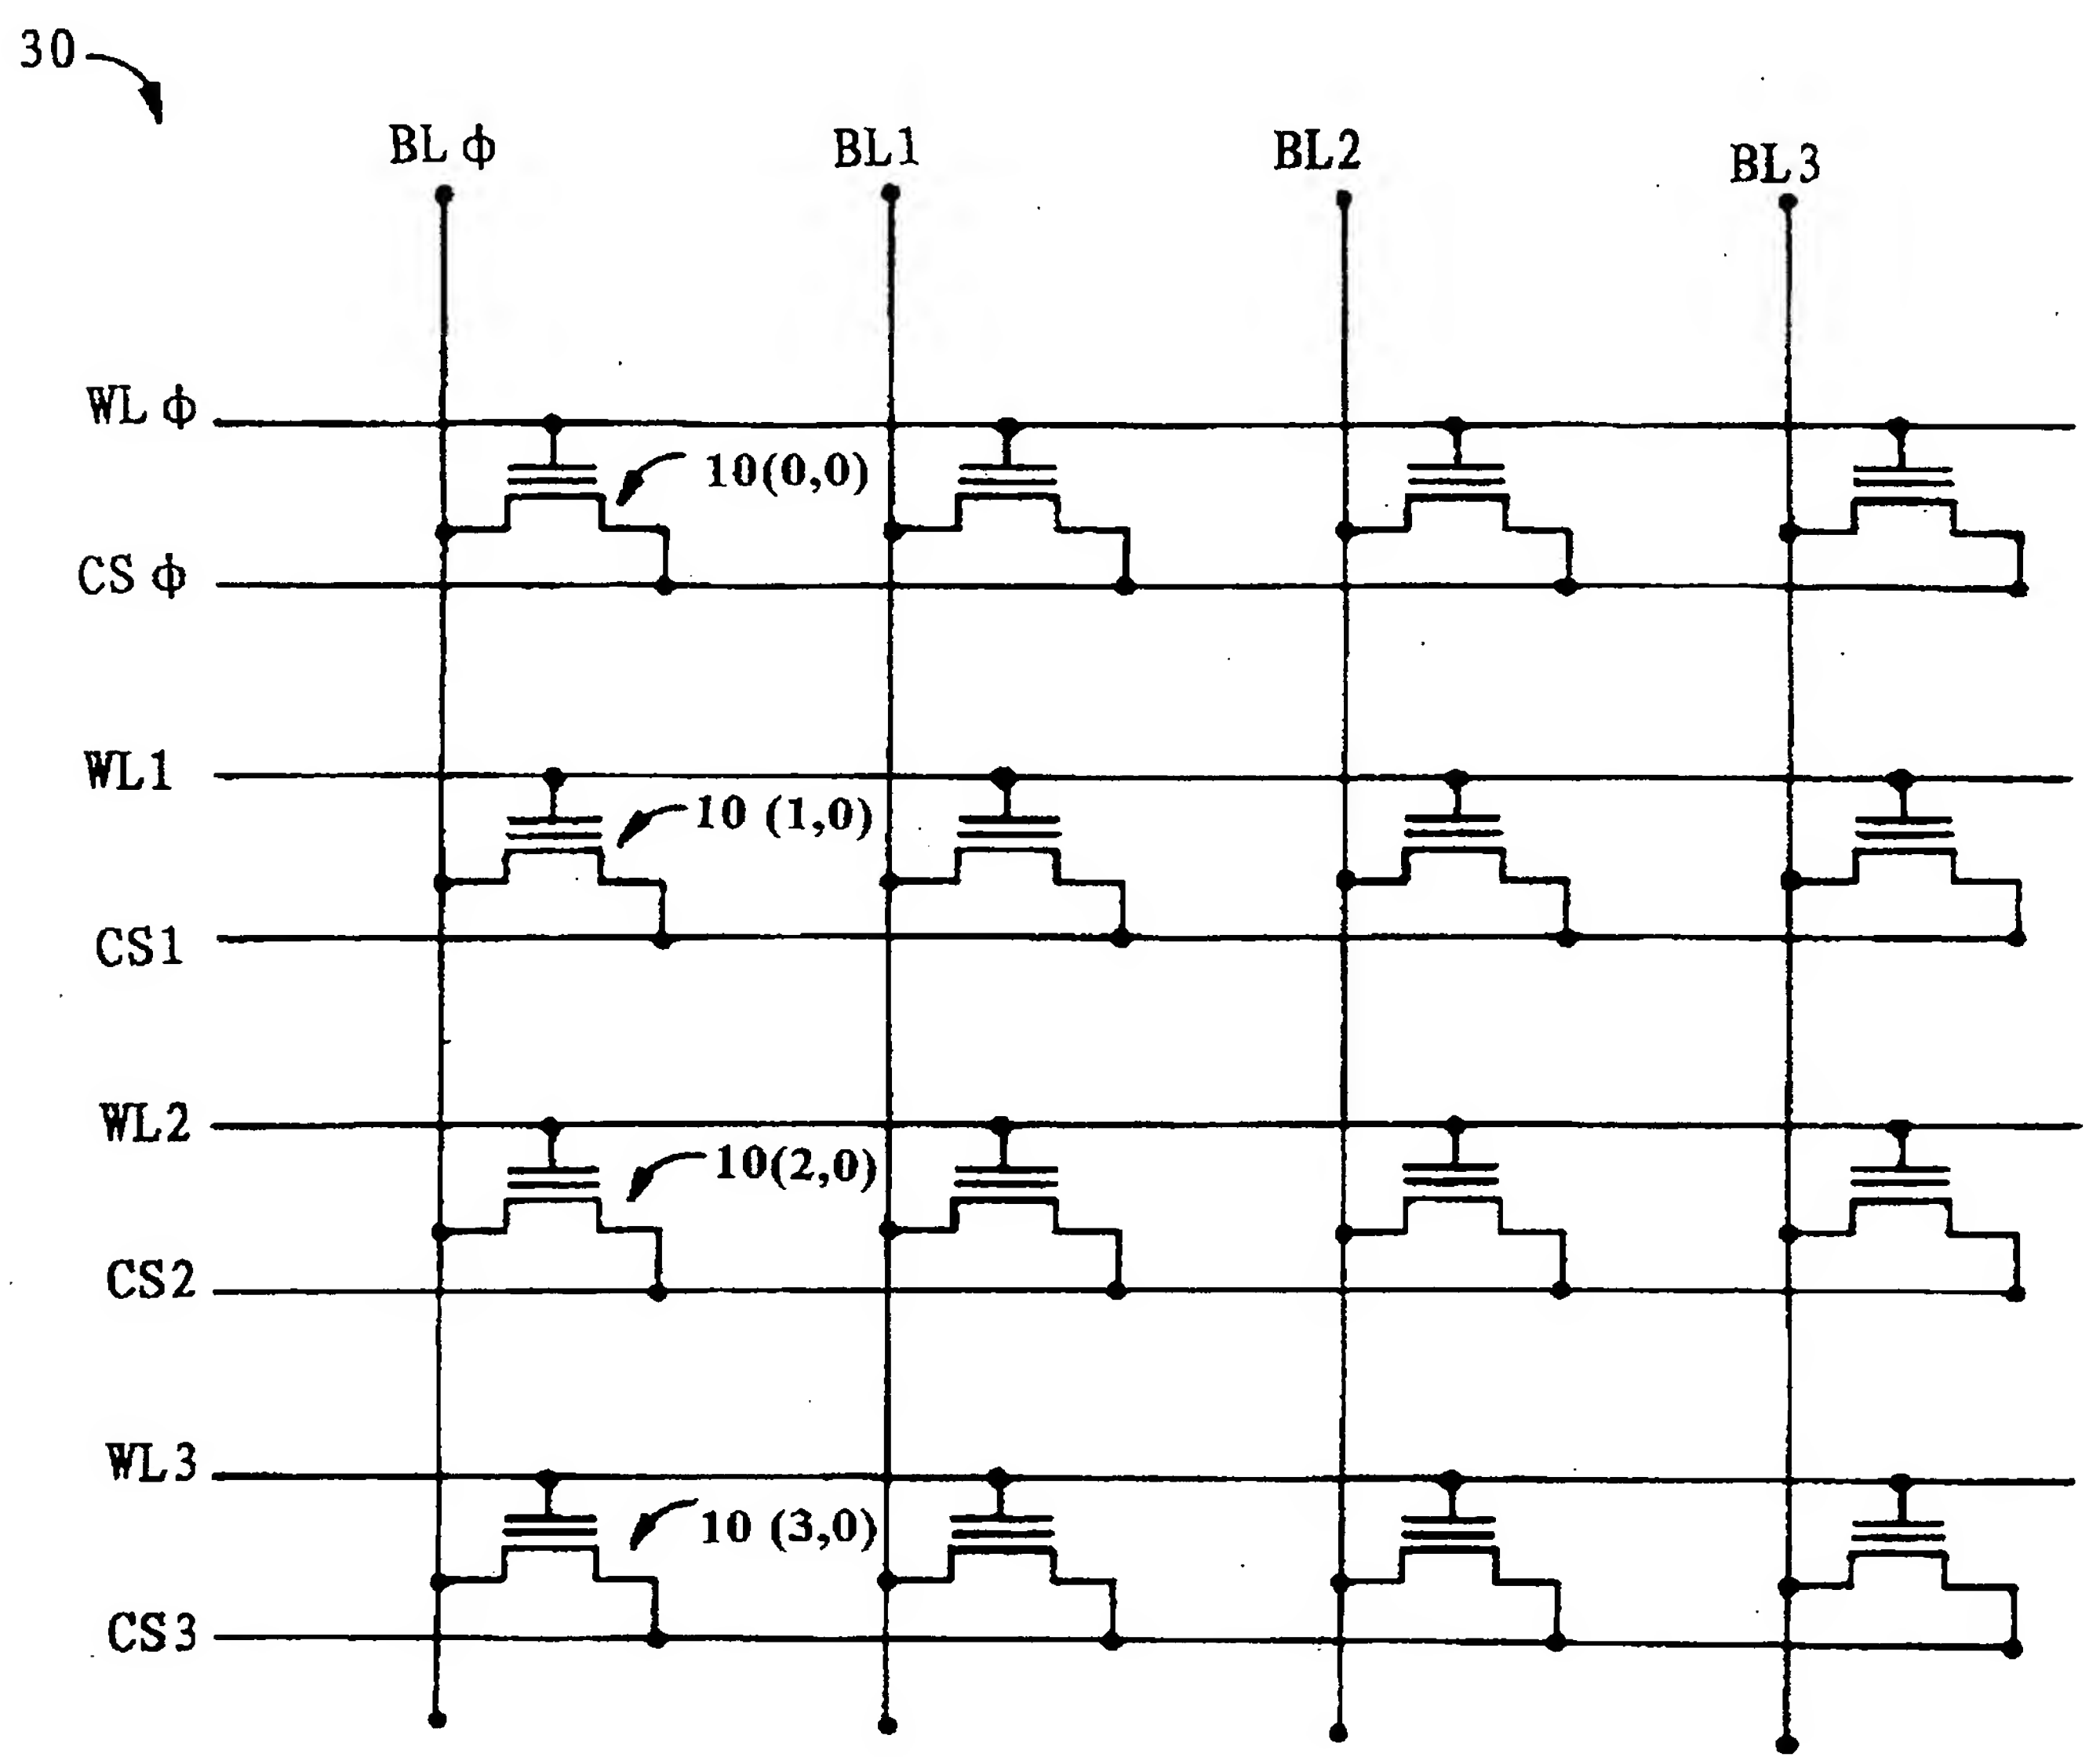 30
BL ϕ
BL1
BL2
BL3
WL ϕ
10(0,0)
CS ϕ
WL1
10 (1,0)
CS1
WL2
10(2,0)
CS2
WL3
10 (3,0)
CS3